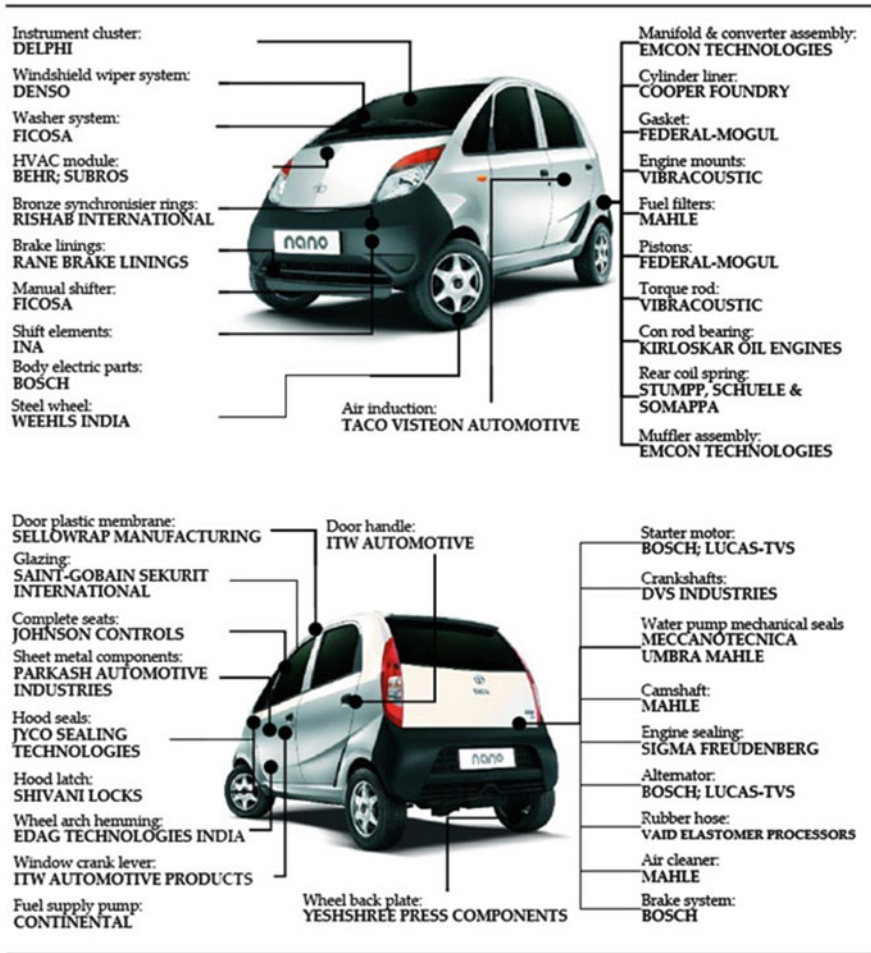 Instrument cluster:
DELPHI
Windshield wiper system:
DENSO
Washer system:
FICOSA
HVAC module:
BEHR; SUBROS
Bronze synchronisier rings:
RISHAB INTERNATIONAL
Brake linings:
RANE BRAKE LININGS
Manual shifter:
FICOSA
Shift elements:
INA
Body electric parts:
BOSCH
Steel wheel:
WEEHLS INDIA
nano
Air induction:
TACO VISTEON AUTOMOTIVE
Manifold & converter assembly:
EMCON TECHNOLOGIES
Cylinder liner:
COOPER FOUNDRY
Gasket:
FEDERAL-MOGUL
Engine mounts:
VIBRACOUSTIC
Fuel filters:
MAHLE
Pistons:
FEDERAL-MOGUL
Torque rod:
VIBRACOUSTIC
Con rod bearing:
KIRLOSKAR OIL ENGINES
Rear coil spring:
STUMPP, SCHUELE &
SOMAPPA
Muffler assembly:
EMCON TECHNOLOGIES
Door plastic membrane:
SELLOWRAP MANUFACTURING
Glazing:
SAINT-GOBAIN SEKURIT
INTERNATIONAL
Complete seats:
JOHNSON CONTROLS
Sheet metal components:
PARKASH AUTOMOTIVE
INDUSTRIES
Hood seals:
JYCO SEALING
TECHNOLOGIES
Hood latch:
SHIVANI LOCKS
Wheel arch hemming:
EDAG TECHNOLOGIES INDIA
Window crank lever:
ITW AUTOMOTIVE PRODUCTS
Fuel supply pump:
CONTINENTAL
Door handle:
ITW AUTOMOTIVE
TATA
nano
Wheel back plate:
YESHSHREE PRESS COMPONENTS
Starter motor:
BOSCH; LUCAS-TVS
Crankshafts:
DVS INDUSTRIES
Water pump mechanical seals
MECCANOTECNICA
UMBRA MAHLE
Camshaft:
MAHLE
Engine sealing:
SIGMA FREUDENBERG
Alternator:
BOSCH; LUCAS-TVS
Rubber hose:
VAID ELASTOMER PROCESSORS
Air cleaner:
MAHLE
Brake system:
BOSCH